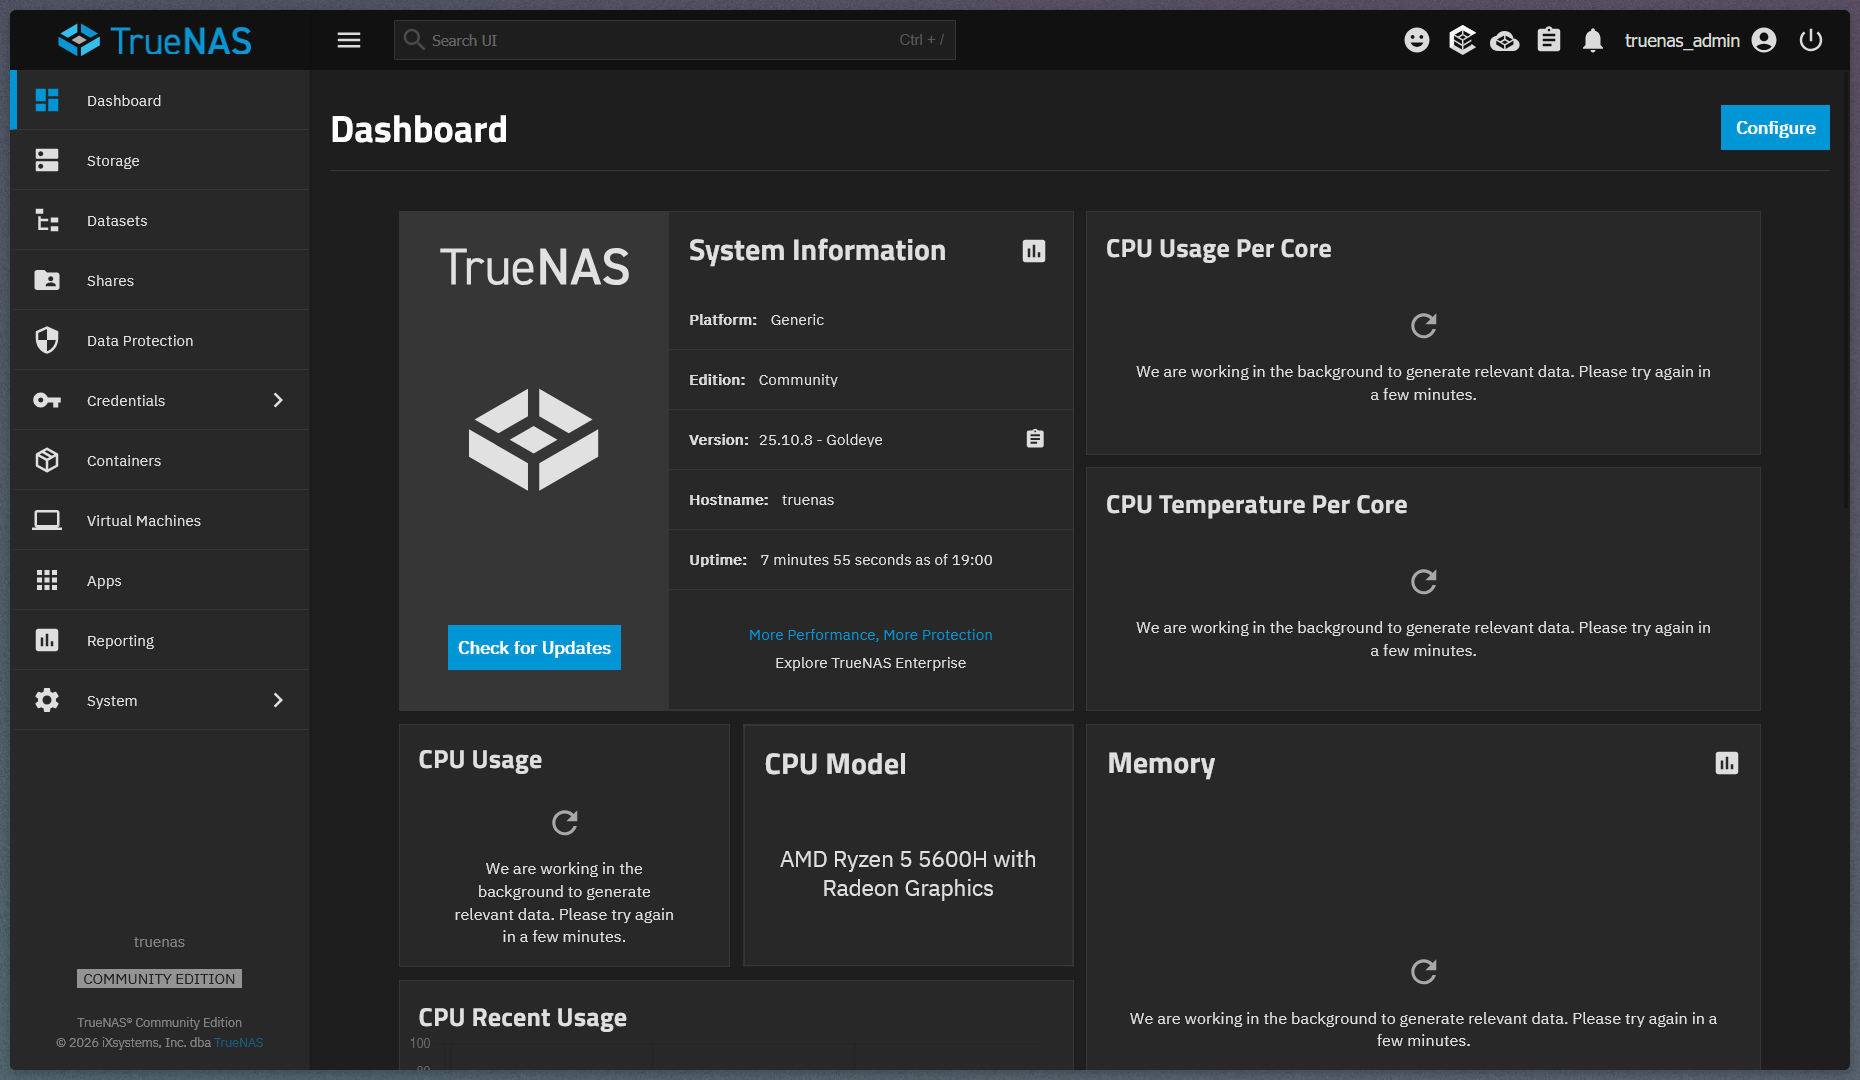 TrueNAS
Search UI
Ctrl + /
truenas_admin
Dashboard
Storage
Datasets
Shares
Data Protection
Credentials
Containers
Virtual Machines
Apps
Reporting
System
truenas
COMMUNITY EDITION
TrueNAS® Community Edition
© 2026 iXsystems, Inc. dba TrueNAS
Dashboard
Configure
TrueNAS
Check for Updates
System Information
Platform: Generic
Edition: Community
Version: 25.10.8 - Goldeye
Hostname: truenas
Uptime: 7 minutes 55 seconds as of 19:00
More Performance, More Protection
Explore TrueNAS Enterprise
CPU Usage Per Core
We are working in the background to generate relevant data. Please try again in
a few minutes.
CPU Temperature Per Core
We are working in the background to generate relevant data. Please try again in
a few minutes.
CPU Usage
We are working in the
background to generate
relevant data. Please try again
in a few minutes.
CPU Model
AMD Ryzen 5 5600H with
Radeon Graphics
Memory
We are working in the background to generate relevant data. Please try again in a
few minutes.
CPU Recent Usage
100
80